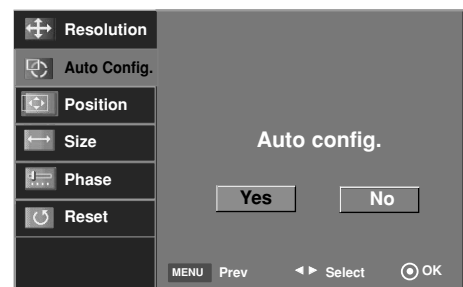 Resolution
Auto Config.
Position
Size
Phase
Reset
Auto config.
Yes No
MENU Prev Select OK